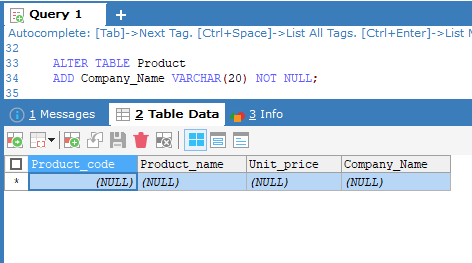 Query 1
Autocomplete: [Tab]->Next Tag. [Ctrl+Space]->List All Tags. [Ctrl+Enter]->List
32
33 ALTER TABLE Product
34 ADD Company_Name VARCHAR(20) NOT NULL;
35
1 Messages 2 Table Data 3 Info
Product_code Product_name Unit_price Company_Name
* (NULL) (NULL) (NULL) (NULL)